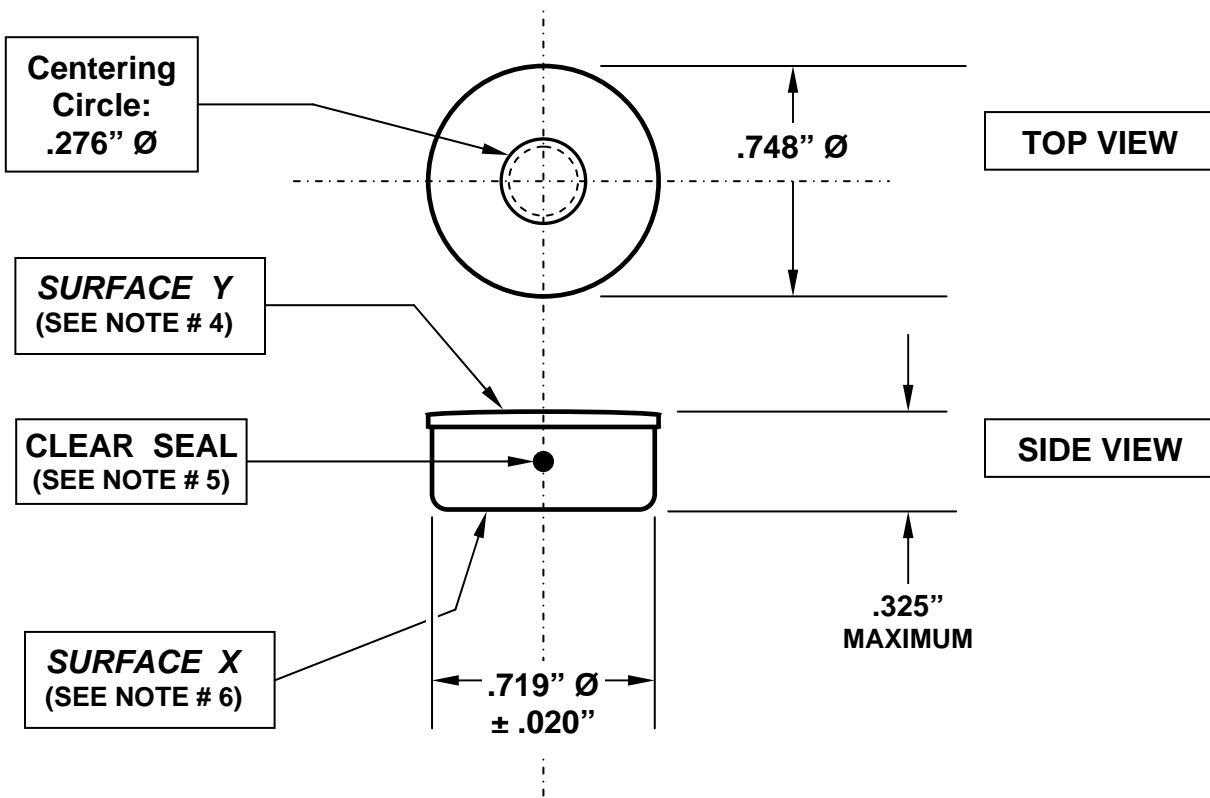 Centering
Circle:
.276” Ø
.748” Ø
TOP VIEW
SURFACE Y
(SEE NOTE # 4)
CLEAR SEAL
(SEE NOTE # 5)
SIDE VIEW
.325”
MAXIMUM
SURFACE X
(SEE NOTE # 6)
.719” Ø
± .020”